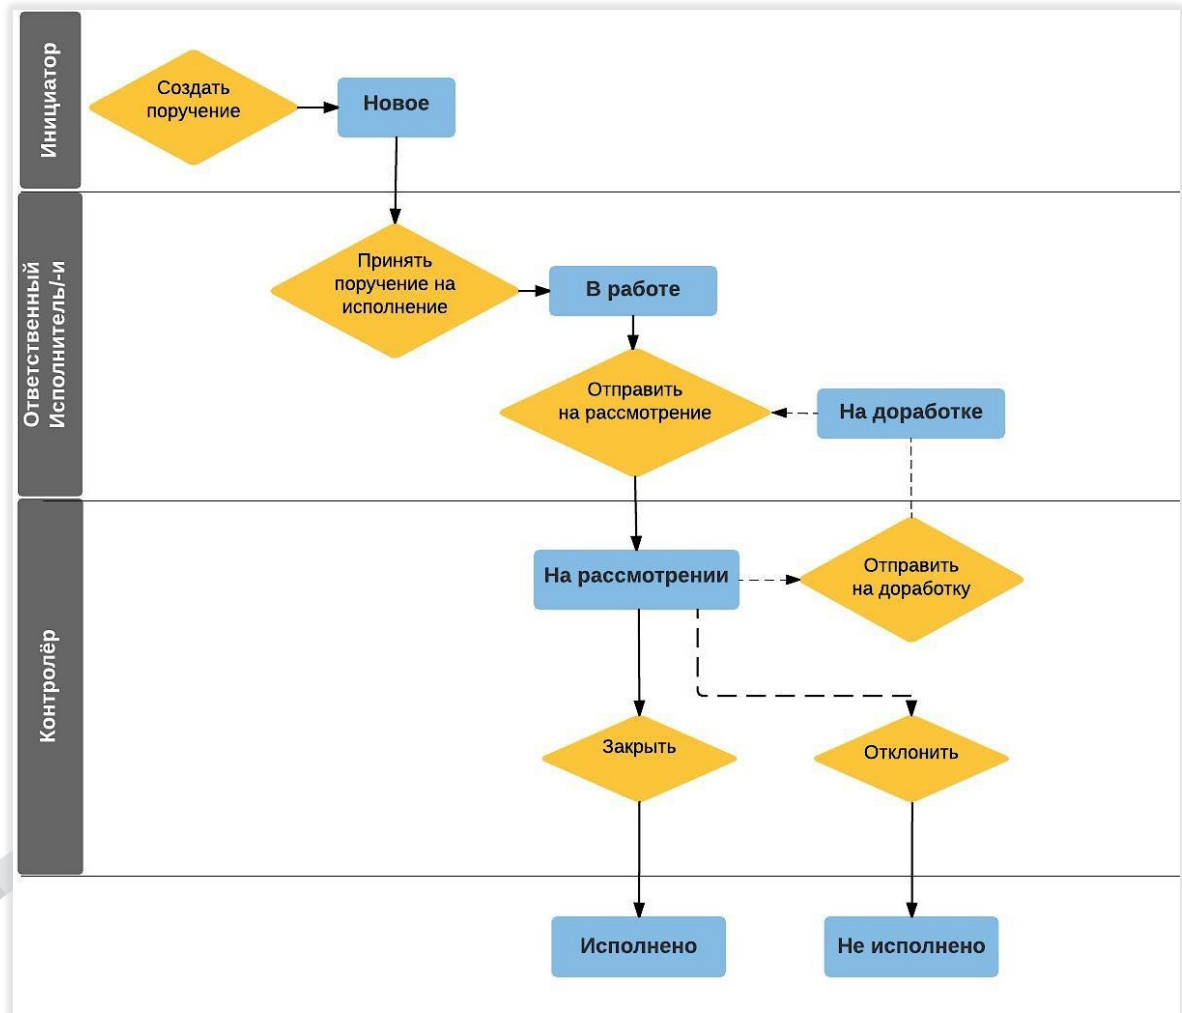 Инициатор
Создать
поручение
Новое
Ответственный
Исполнитель/-и
Принять
поручение на
исполнение
В работе
Отправить
на рассмотрение
На доработке
Контролёр
На рассмотрении
Отправить
на доработку
Закрыть
Отклонить
Исполнено
Не исполнено